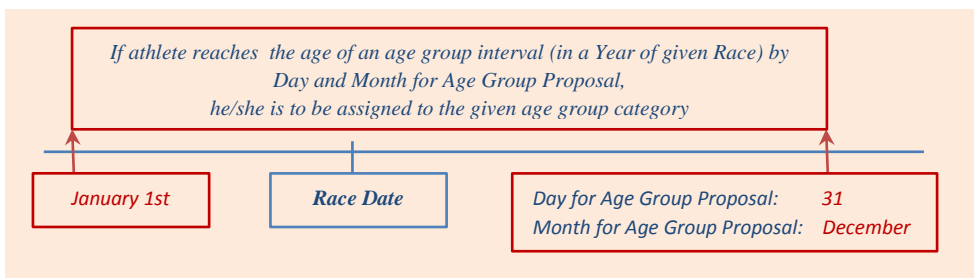 If athlete reaches the age of an age group interval (in a Year of given Race) by
Day and Month for Age Group Proposal,
he/she is to be assigned to the given age group category
January 1st
Race Date
Day for Age Group Proposal: 31
Month for Age Group Proposal: December